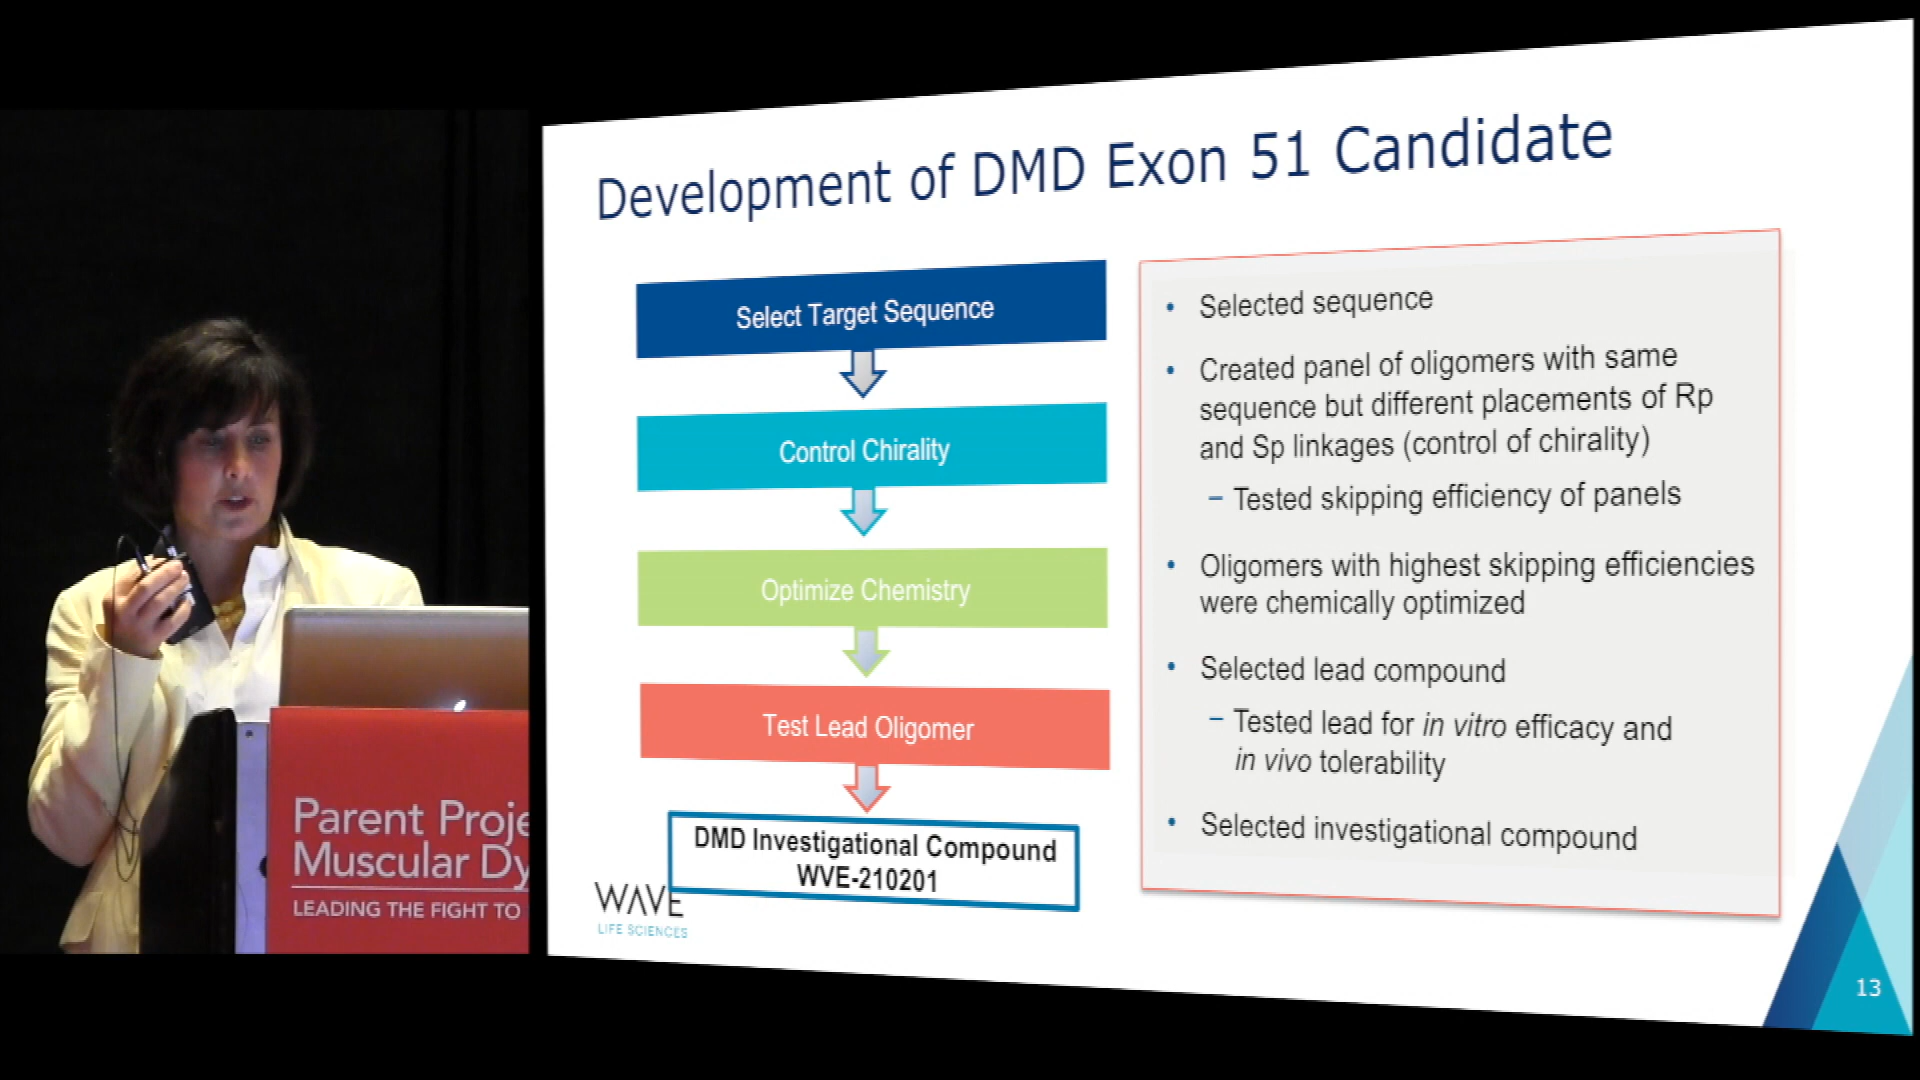 Development of DMD Exon 51 Candidate
Select Target Sequence
Control Chirality
Optimize Chemistry
Test Lead Oligomer
DMD Investigational Compound
WVE-210201
• Selected sequence
• Created panel of oligomers with same
sequence but different placements of Rp
and Sp linkages (control of chirality)
– Tested skipping efficiency of panels
• Oligomers with highest skipping efficiencies
were chemically optimized
• Selected lead compound
– Tested lead for in vitro efficacy and
in vivo tolerability
• Selected investigational compound
WAVE
LIFE SCIENCES
13
Parent Proje
Muscular Dy
LEADING THE FIGHT TO